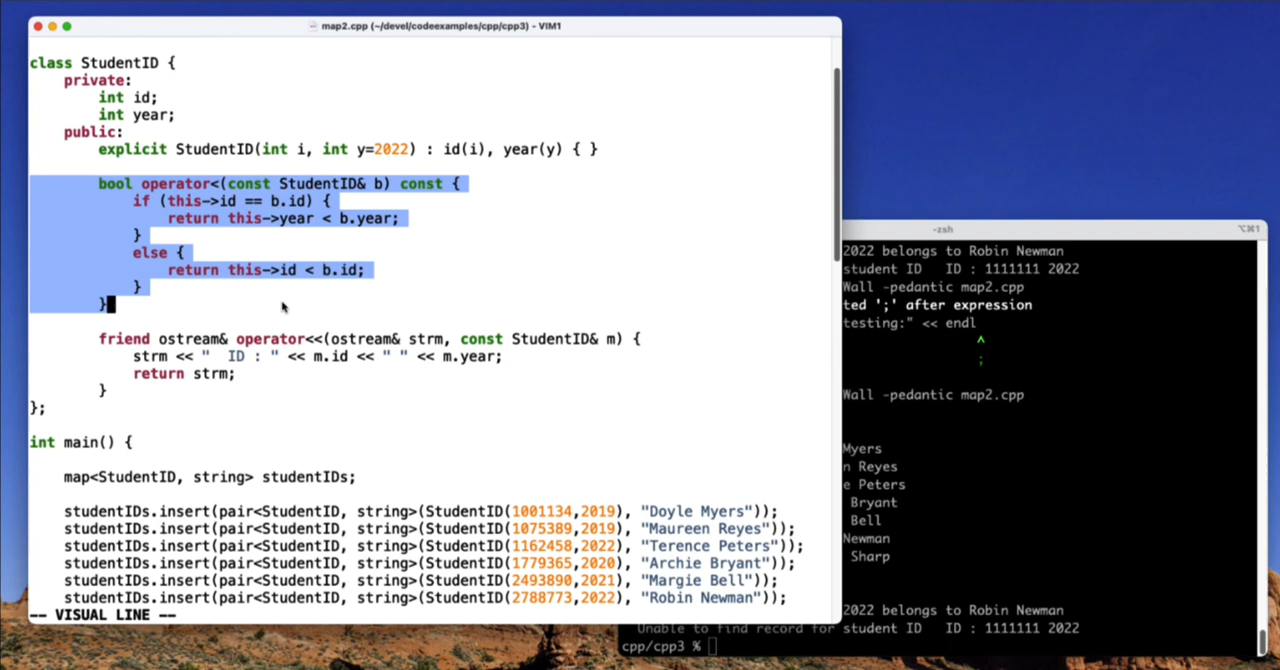 map2.cpp (~/devel/codeexamples/cpp/cpp3) - VIM1
class StudentID {
    private:
        int id;
        int year;
    public:
        explicit StudentID(int i, int y=2022) : id(i), year(y) { }
        bool operator<(const StudentID& b) const {
            if (this->id == b.id) {
                return this->year < b.year;
            }
            else {
                return this->id < b.id;
            }
        }
        friend ostream& operator<<(ostream& strm, const StudentID& m) {
            strm << "  ID : " << m.id << " " << m.year;
            return strm;
        }
};
int main() {
    map<StudentID, string> studentIDs;
    studentIDs.insert(pair<StudentID, string>(StudentID(1001134,2019), "Doyle Myers"));
    studentIDs.insert(pair<StudentID, string>(StudentID(1075389,2019), "Maureen Reyes"));
    studentIDs.insert(pair<StudentID, string>(StudentID(1162458,2022), "Terence Peters"));
    studentIDs.insert(pair<StudentID, string>(StudentID(1779365,2020), "Archie Bryant"));
    studentIDs.insert(pair<StudentID, string>(StudentID(2493890,2021), "Margie Bell"));
    studentIDs.insert(pair<StudentID, string>(StudentID(2788773,2022), "Robin Newman"));
-- VISUAL LINE --
-zsh
⌥⌘1
2022 belongs to Robin Newman
student ID   ID : 1111111 2022
Wall -pedantic map2.cpp
ted ';' after expression
testing:" << endl
^
;
Wall -pedantic map2.cpp
Myers
n Reyes
e Peters
Bryant
Bell
Newman
Sharp
2022 belongs to Robin Newman
Unable to find record for student ID   ID : 1111111 2022
cpp/cpp3 %